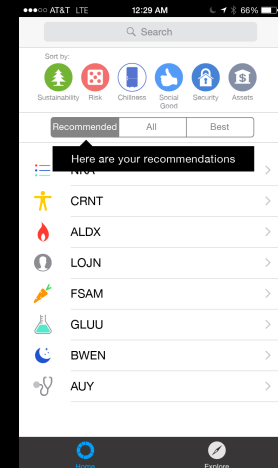 AT&T LTE 12:29 AM 66%
Search
Sort by:
Sustainability Risk Chillness Social Good Security Assets
Recommended All Best
Here are your recommendations
CRNT
ALDX
LOJN
FSAM
GLUU
BWEN
AUY
Home Explore